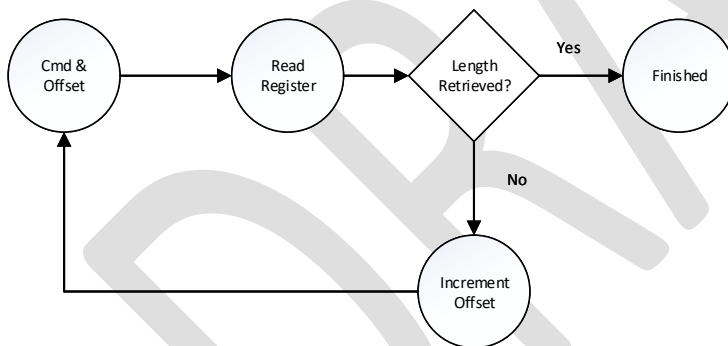 Cmd &
Offset
Read
Register
Length
Retrieved?
Yes
Finished
No
Increment
Offset